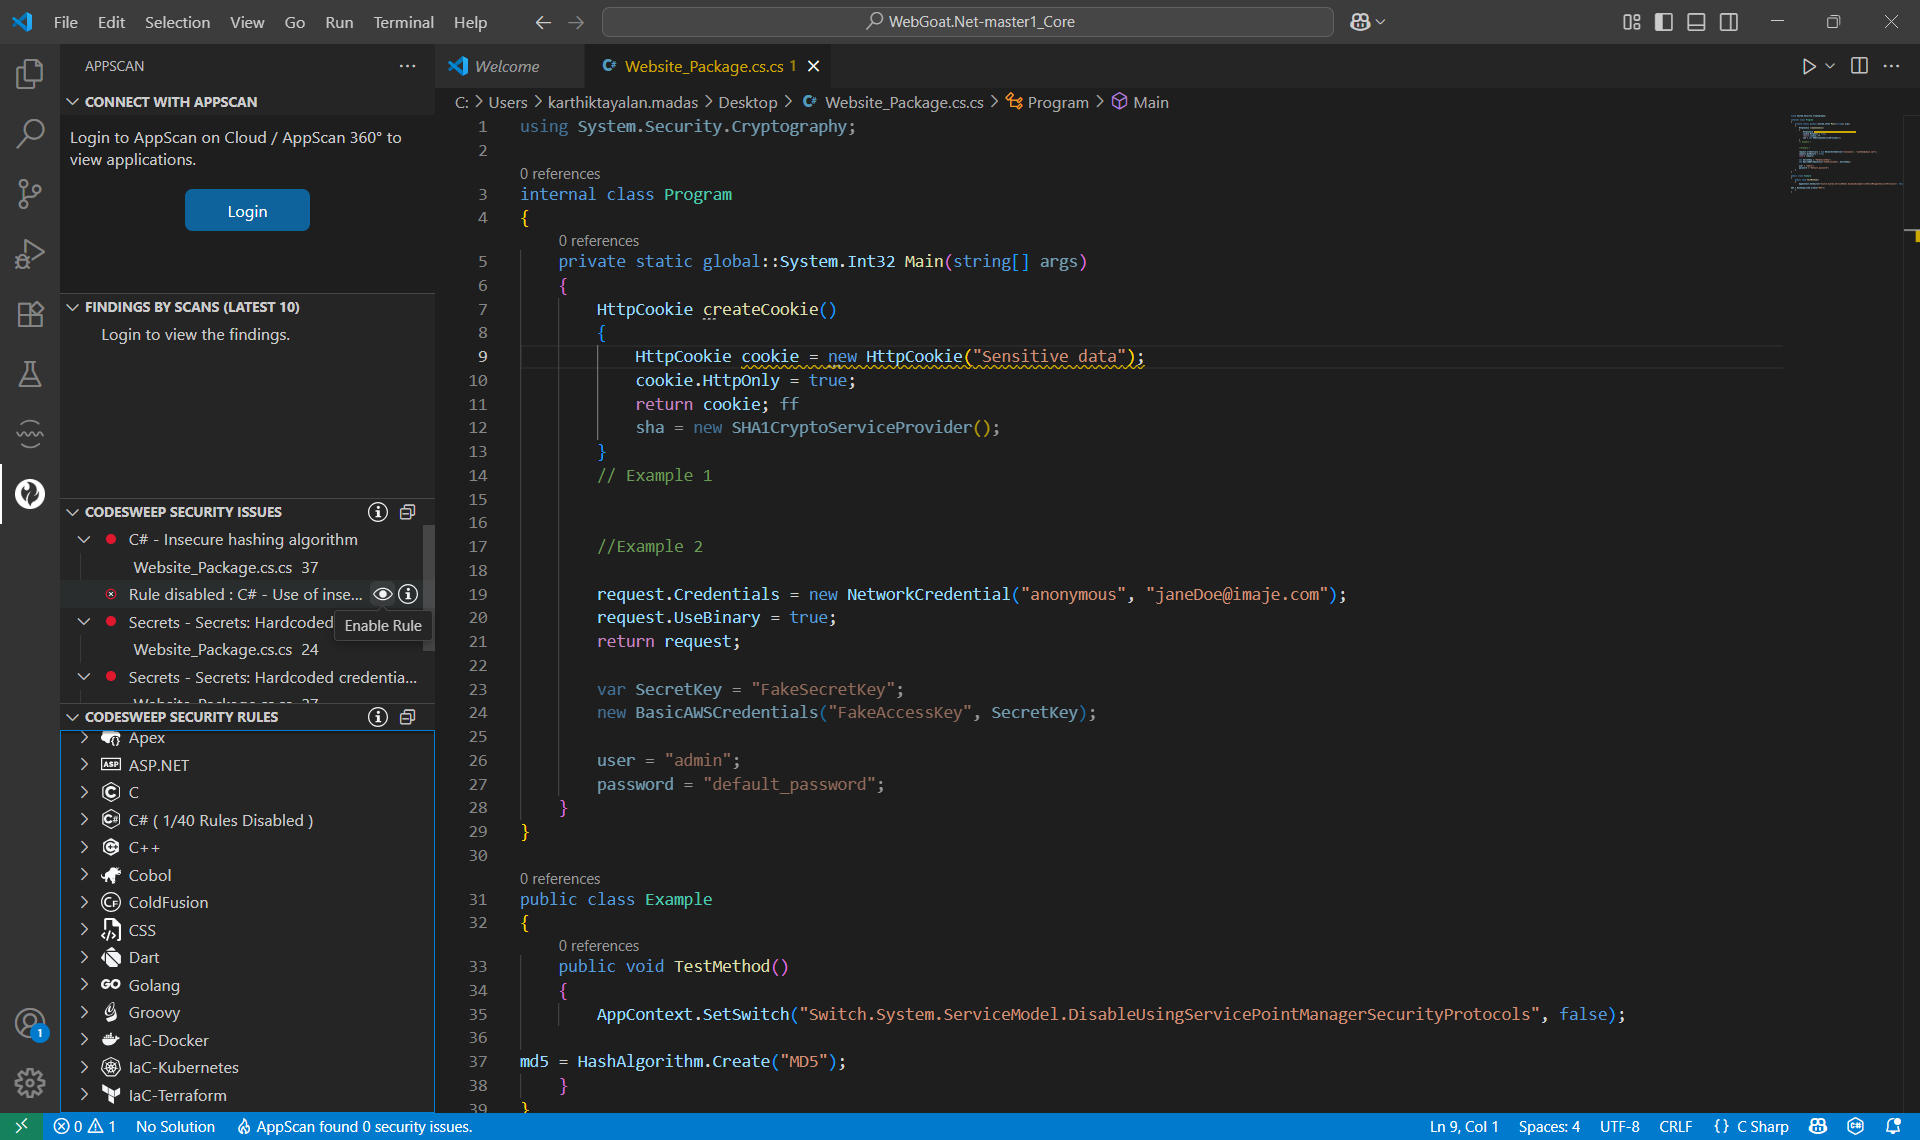 File Edit Selection View Go Run Terminal Help
WebGoat.Net-master1_Core
APPSCAN
CONNECT WITH APPSCAN
Login to AppScan on Cloud / AppScan 360° to
view applications.
Login
FINDINGS BY SCANS (LATEST 10)
Login to view the findings.
CODESWEEP SECURITY ISSUES
C# - Insecure hashing algorithm
Website_Package.cs.cs 37
Rule disabled : C# - Use of inse...
Enable Rule
Secrets - Secrets: Hardcoded
Website_Package.cs.cs 24
Secrets - Secrets: Hardcoded credentia...
Website_Package.cs.cs 27
CODESWEEP SECURITY RULES
Apex
ASP ASP.NET
C
C# ( 1/40 Rules Disabled )
C++
Cobol
ColdFusion
CSS
Dart
GO Golang
Groovy
IaC-Docker
IaC-Kubernetes
IaC-Terraform
1
Welcome
C# Website_Package.cs.cs 1
C: > Users > karthiktayalan.madas > Desktop > C# Website_Package.cs.cs > Program > Main
1 using System.Security.Cryptography;
2
0 references
3 internal class Program
4 {
0 references
5 private static global::System.Int32 Main(string[] args)
6 {
7 HttpCookie createCookie()
8 {
9 HttpCookie cookie = new HttpCookie("Sensitive data");
10 cookie.HttpOnly = true;
11 return cookie; ff
12 sha = new SHA1CryptoServiceProvider();
13 }
14 // Example 1
15
16
17 //Example 2
18
19 request.Credentials = new NetworkCredential("anonymous", "janeDoe@imaje.com");
20 request.UseBinary = true;
21 return request;
22
23 var SecretKey = "FakeSecretKey";
24 new BasicAWSCredentials("FakeAccessKey", SecretKey);
25
26 user = "admin";
27 password = "default_password";
28 }
29 }
30
0 references
31 public class Example
32 {
0 references
33 public void TestMethod()
34 {
35 AppContext.SetSwitch("Switch.System.ServiceModel.DisableUsingServicePointManagerSecurityProtocols", false);
36
37 md5 = HashAlgorithm.Create("MD5");
38 }
39 }
0 1 No Solution AppScan found 0 security issues.
Ln 9, Col 1 Spaces: 4 UTF-8 CRLF {} C Sharp